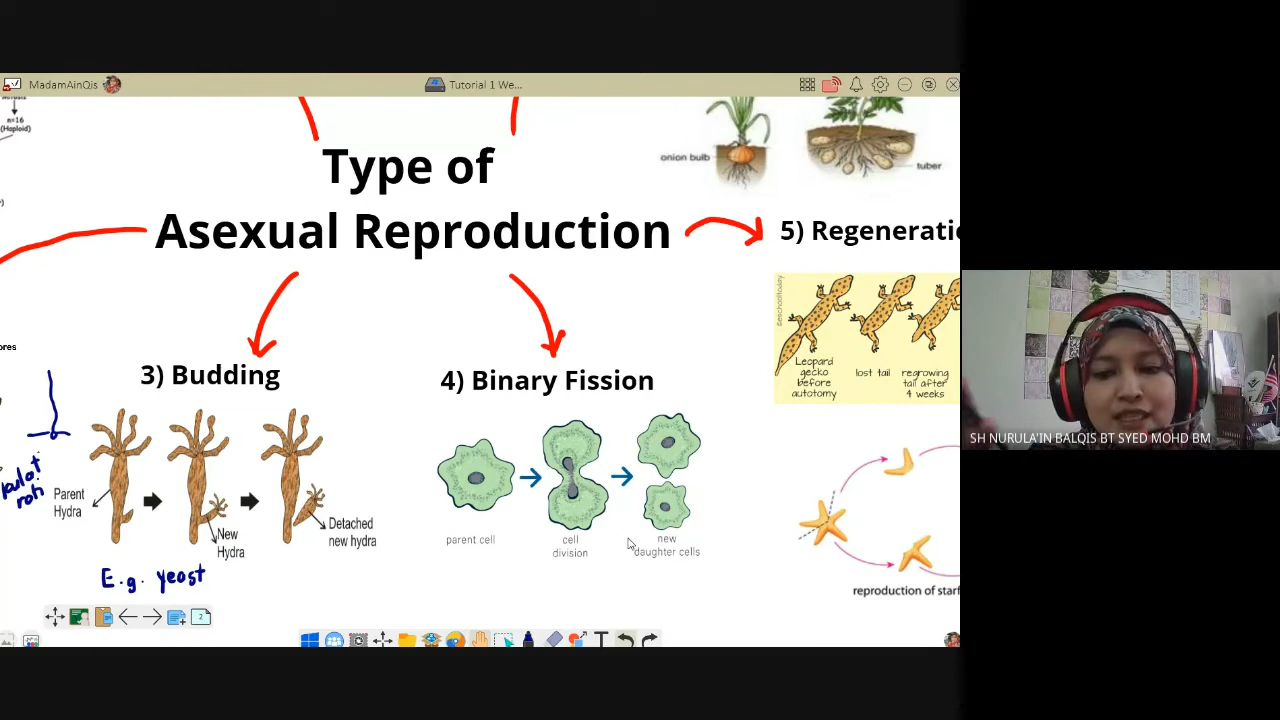 MadamAinQis
Tutorial 1 We...
n=16
(Haploid)
onion bulb
tuber
Type of
Asexual Reproduction
5) Regeneratio
©eschooltoday
Leopard
gecko
before
autotomy
lost tail
regrowing
tail after
4 weeks
ores
3) Budding
4) Binary Fission
Parent
Hydra
New
Hydra
Detached
new hydra
E.g. yeast
parent cell
cell
division
new
daughter cells
reproduction of starf
2
SH NURULA'IN BALQIS BT SYED MOHD BM